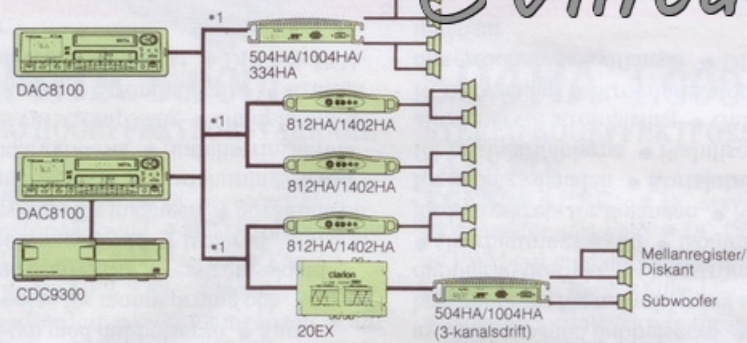 *1
DAC8100
504HA/1004HA/
334HA
*1
812HA/1402HA
812HA/1402HA
DAC8100
*1
812HA/1402HA
CDC9300
Clarion
20EX
504HA/1004HA
(3-kanalsdrift)
Mellanregister/
Diskant
Subwoofer